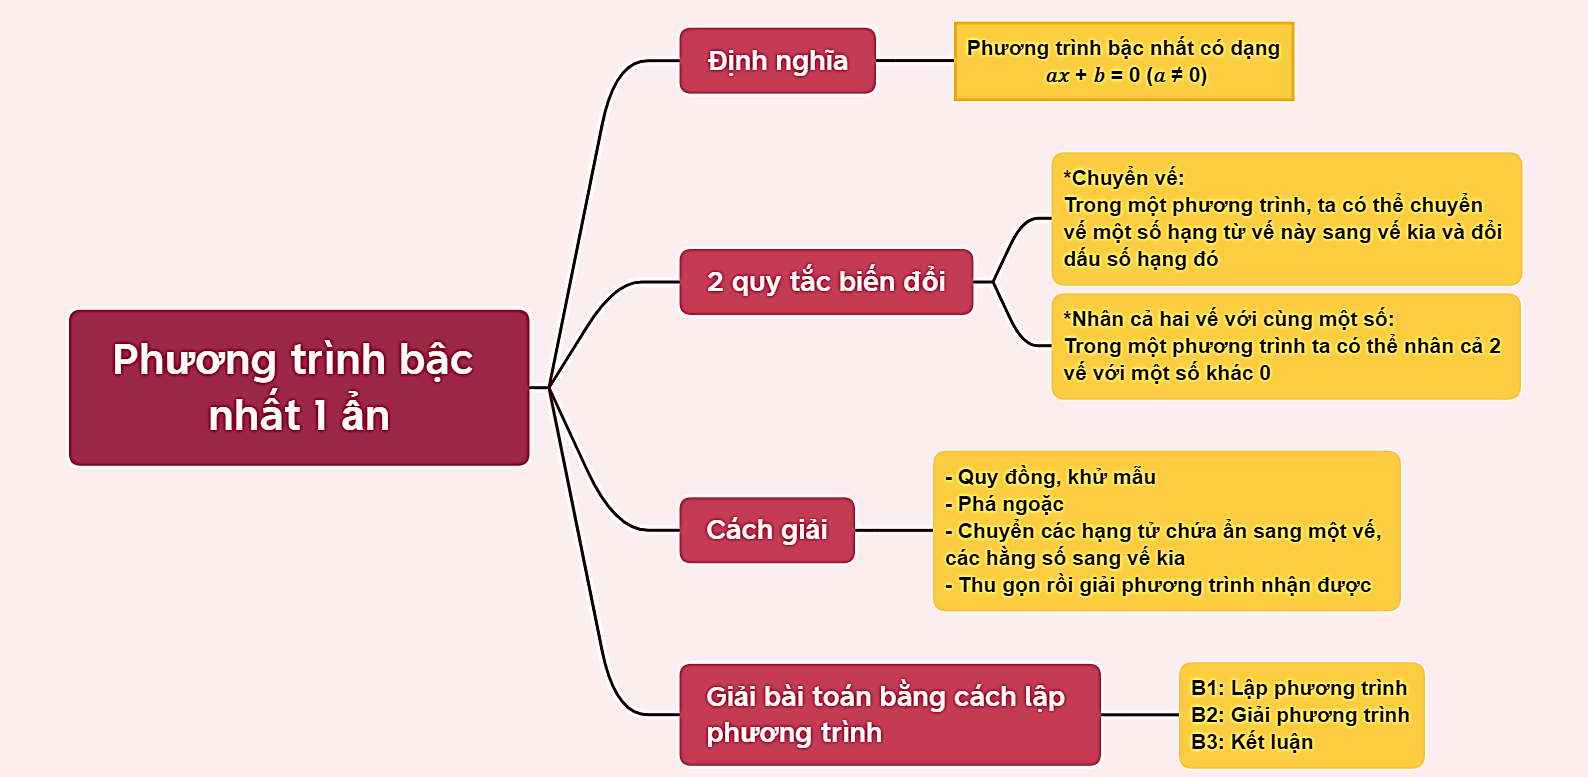 Phương trình bậc
nhất 1 ẩn
Định nghĩa
Phương trình bậc nhất có dạng
ax + b = 0 (a ≠ 0)
2 quy tắc biến đổi
*Chuyển vế:
Trong một phương trình, ta có thể chuyển
vế một số hạng từ vế này sang vế kia và đổi
dấu số hạng đó
*Nhân cả hai vế với cùng một số:
Trong một phương trình ta có thể nhân cả 2
vế với một số khác 0
Cách giải
- Quy đồng, khử mẫu
- Phá ngoặc
- Chuyển các hạng tử chứa ẩn sang một vế,
các hằng số sang vế kia
- Thu gọn rồi giải phương trình nhận được
Giải bài toán bằng cách lập
phương trình
B1: Lập phương trình
B2: Giải phương trình
B3: Kết luận